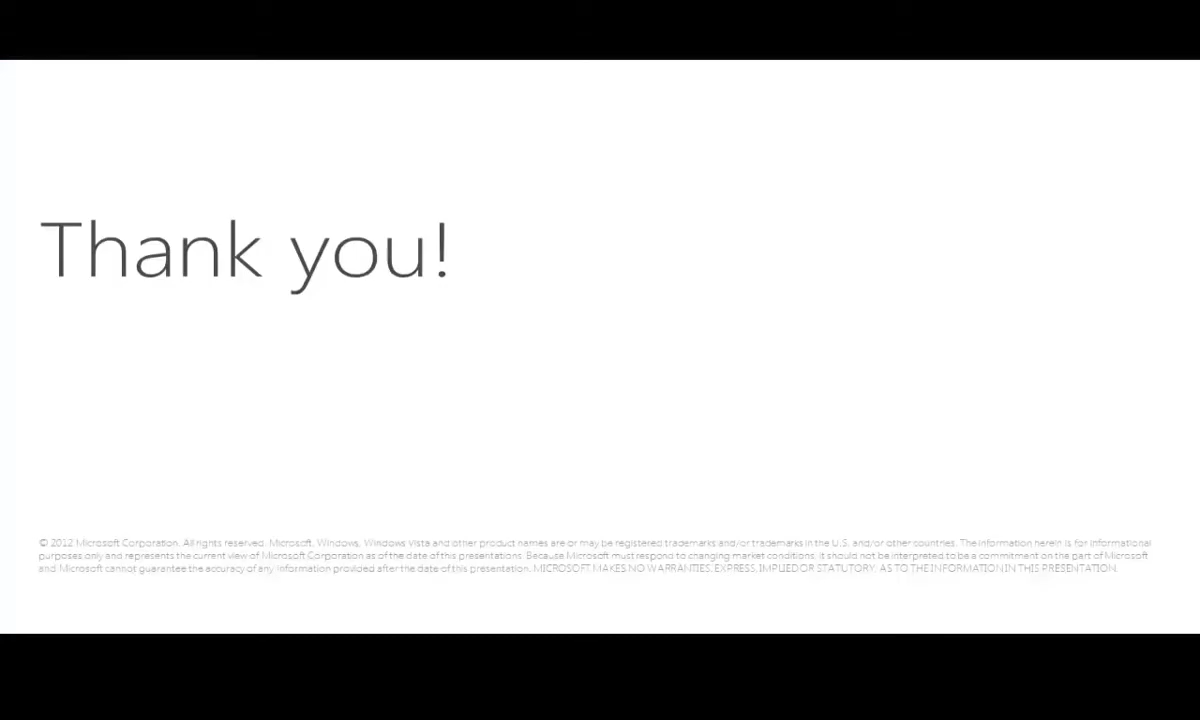 Thank you!
© 2012 Microsoft Corporation. All rights reserved. Microsoft, Windows, Windows Vista and other product names are or may be registered trademarks and/or trademarks in the U.S. and/or other countries. The information herein is for informational
purposes only and represents the current view of Microsoft Corporation as of the date of this presentation. Because Microsoft must respond to changing market conditions, it should not be interpreted to be a commitment on the part of Microsoft
and Microsoft cannot guarantee the accuracy of any information provided after the date of this presentation. MICROSOFT MAKES NO WARRANTIES, EXPRESS, IMPLIED OR STATUTORY, AS TO THE INFORMATION IN THIS PRESENTATION.